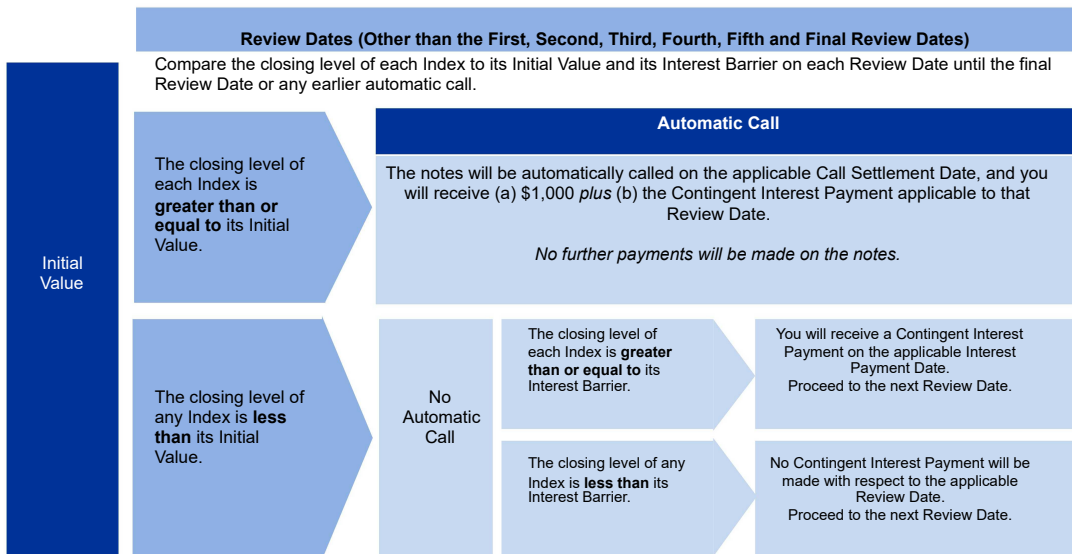 Review Dates (Other than the First, Second, Third, Fourth, Fifth and Final Review Dates)
Compare the closing level of each Index to its Initial Value and its Interest Barrier on each Review Date until the final
Review Date or any earlier automatic call.
Initial
Value
The closing level of
each Index is
greater than or
equal to its Initial
Value.
Automatic Call
The notes will be automatically called on the applicable Call Settlement Date, and you
will receive (a) $1,000 plus (b) the Contingent Interest Payment applicable to that
Review Date.
No further payments will be made on the notes.
The closing level of
any Index is less
than its Initial
Value.
No
Automatic
Call
The closing level of
each Index is greater
than or equal to its
Interest Barrier.
You will receive a Contingent Interest
Payment on the applicable Interest
Payment Date.
Proceed to the next Review Date.
The closing level of any
Index is less than its
Interest Barrier.
No Contingent Interest Payment will be
made with respect to the applicable
Review Date.
Proceed to the next Review Date.